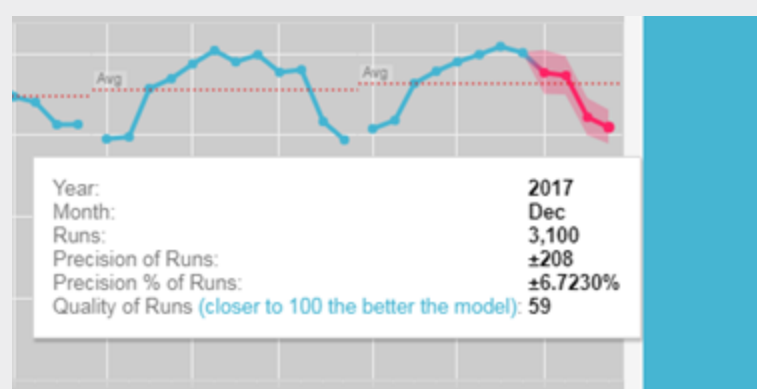 Avg
Avg
Year: 2017
Month: Dec
Runs: 3,100
Precision of Runs: ±208
Precision % of Runs: ±6.7230%
Quality of Runs (closer to 100 the better the model): 59